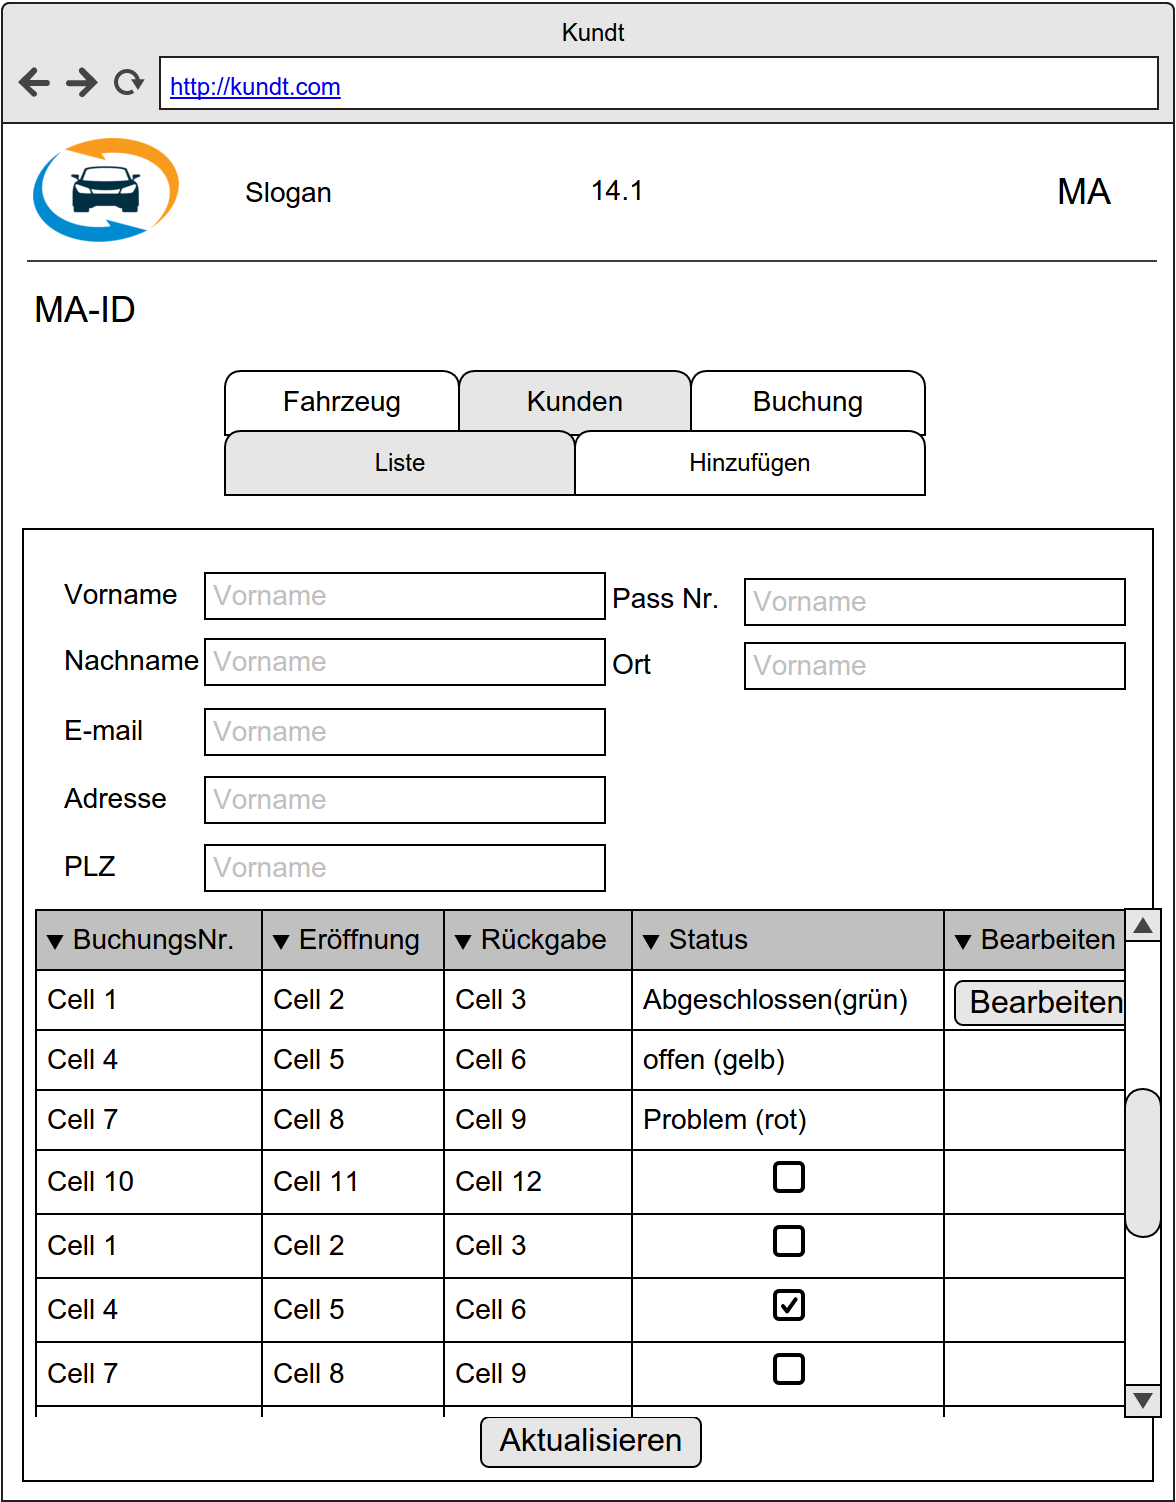 Kundt
http://kundt.com
Slogan 14.1 MA
MA-ID
Fahrzeug Kunden Buchung
Liste Hinzufügen
Vorname Vorname Pass Nr. Vorname
Nachname Vorname Ort Vorname
E-mail Vorname
Adresse Vorname
PLZ Vorname
BuchungsNr. Eröffnung Rückgabe Status Bearbeiten
Cell 1 Cell 2 Cell 3 Abgeschlossen(grün) Bearbeiten
Cell 4 Cell 5 Cell 6 offen (gelb)
Cell 7 Cell 8 Cell 9 Problem (rot)
Cell 10 Cell 11 Cell 12
Cell 1 Cell 2 Cell 3
Cell 4 Cell 5 Cell 6
Cell 7 Cell 8 Cell 9
Aktualisieren